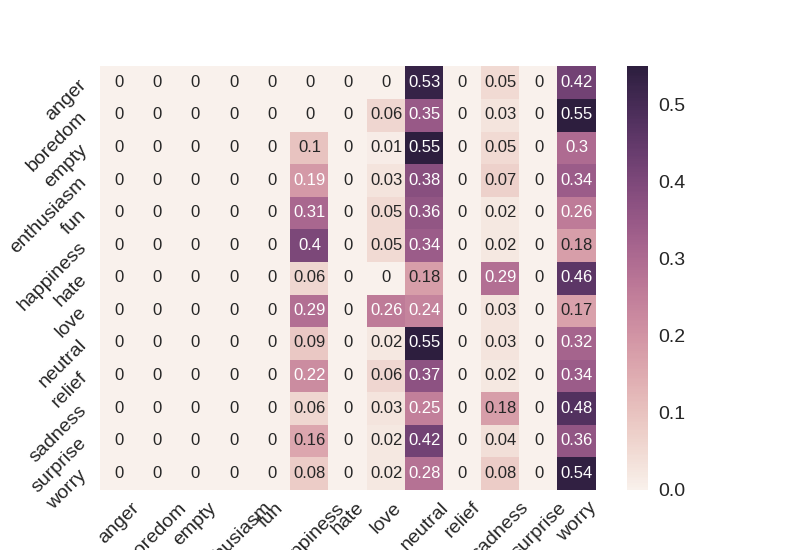 anger 0 0 0 0 0 0 0 0 0.53 0 0.05 0 0.42
boredom 0 0 0 0 0 0 0 0.06 0.35 0 0.03 0 0.55
empty 0 0 0 0 0 0.1 0 0.01 0.55 0 0.05 0 0.3
enthusiasm 0 0 0 0 0 0.19 0 0.03 0.38 0 0.07 0 0.34
fun 0 0 0 0 0 0.31 0 0.05 0.36 0 0.02 0 0.26
happiness 0 0 0 0 0 0.4 0 0.05 0.34 0 0.02 0 0.18
hate 0 0 0 0 0 0.06 0 0 0.18 0 0.29 0 0.46
love 0 0 0 0 0 0.29 0 0.26 0.24 0 0.03 0 0.17
neutral 0 0 0 0 0 0.09 0 0.02 0.55 0 0.03 0 0.32
relief 0 0 0 0 0 0.22 0 0.06 0.37 0 0.02 0 0.34
sadness 0 0 0 0 0 0.06 0 0.03 0.25 0 0.18 0 0.48
surprise 0 0 0 0 0 0.16 0 0.02 0.42 0 0.04 0 0.36
worry 0 0 0 0 0 0.08 0 0.02 0.28 0 0.08 0 0.54
anger oredom empty husiasm fun ppiness hate love neutral relief sadness surprise worry
0.5
0.4
0.3
0.2
0.1
0.0